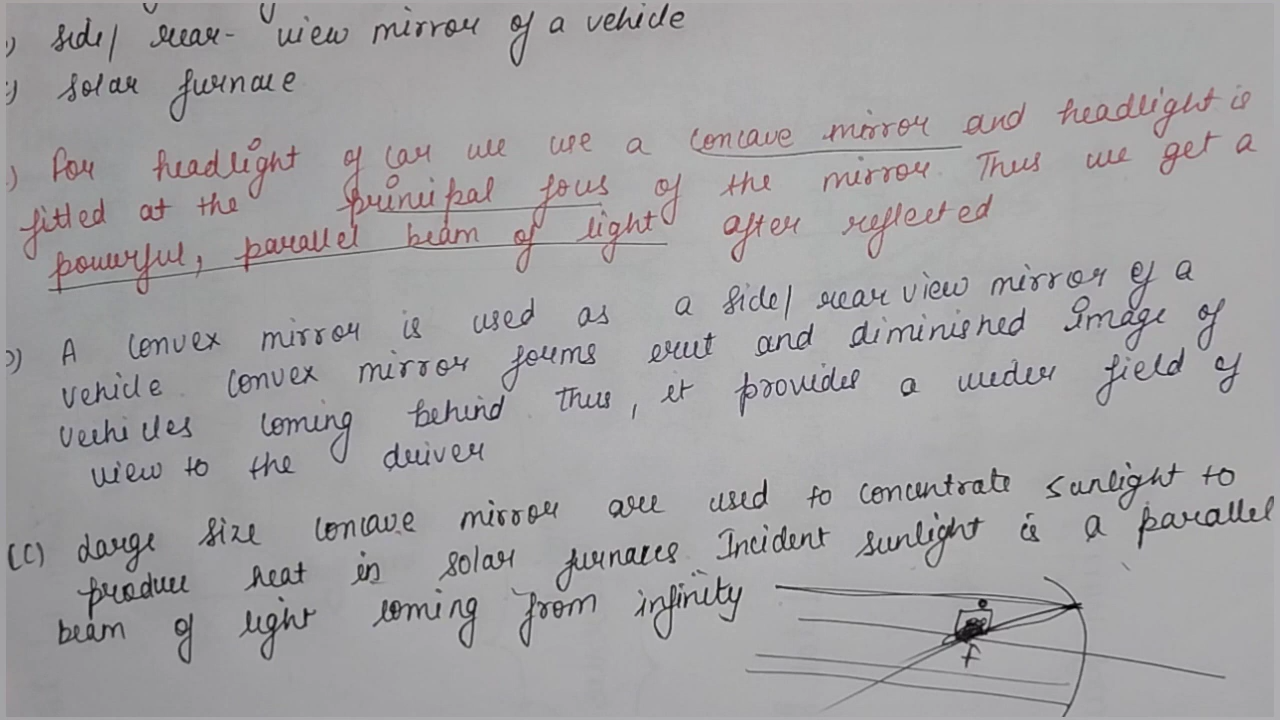 ) side/ rear- view mirror of a vehicle
) solar furnace
) for headlight of car we use a concave mirror and headlight is
fitted at the principal focus of the mirror. Thus we get a
powerful, parallel beam of light after reflected
) A convex mirror is used as a side/ rear view mirror of a
vehicle. convex mirror forms erect and diminished Image of
vechicles coming behind Thus, it provides a wider field of
view to the driver
(C) Large size concave mirror are used to concentrate sunlight to
produce heat in solar furnaces. Incident sunlight is a parallel
beam of light coming from infinity
f